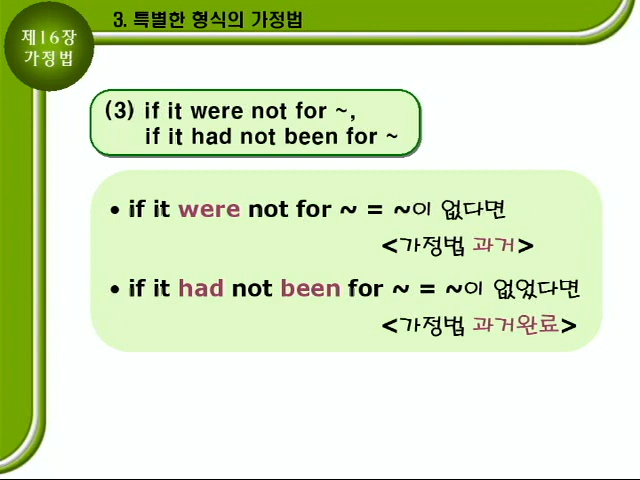 3. 특별한 형식의 가정법
제16장
가정법
(3) if it were not for ~,
if it had not been for ~
• if it were not for ~ = ~이 없다면
<가정법 과거>
• if it had not been for ~ = ~이 없었다면
<가정법 과거완료>